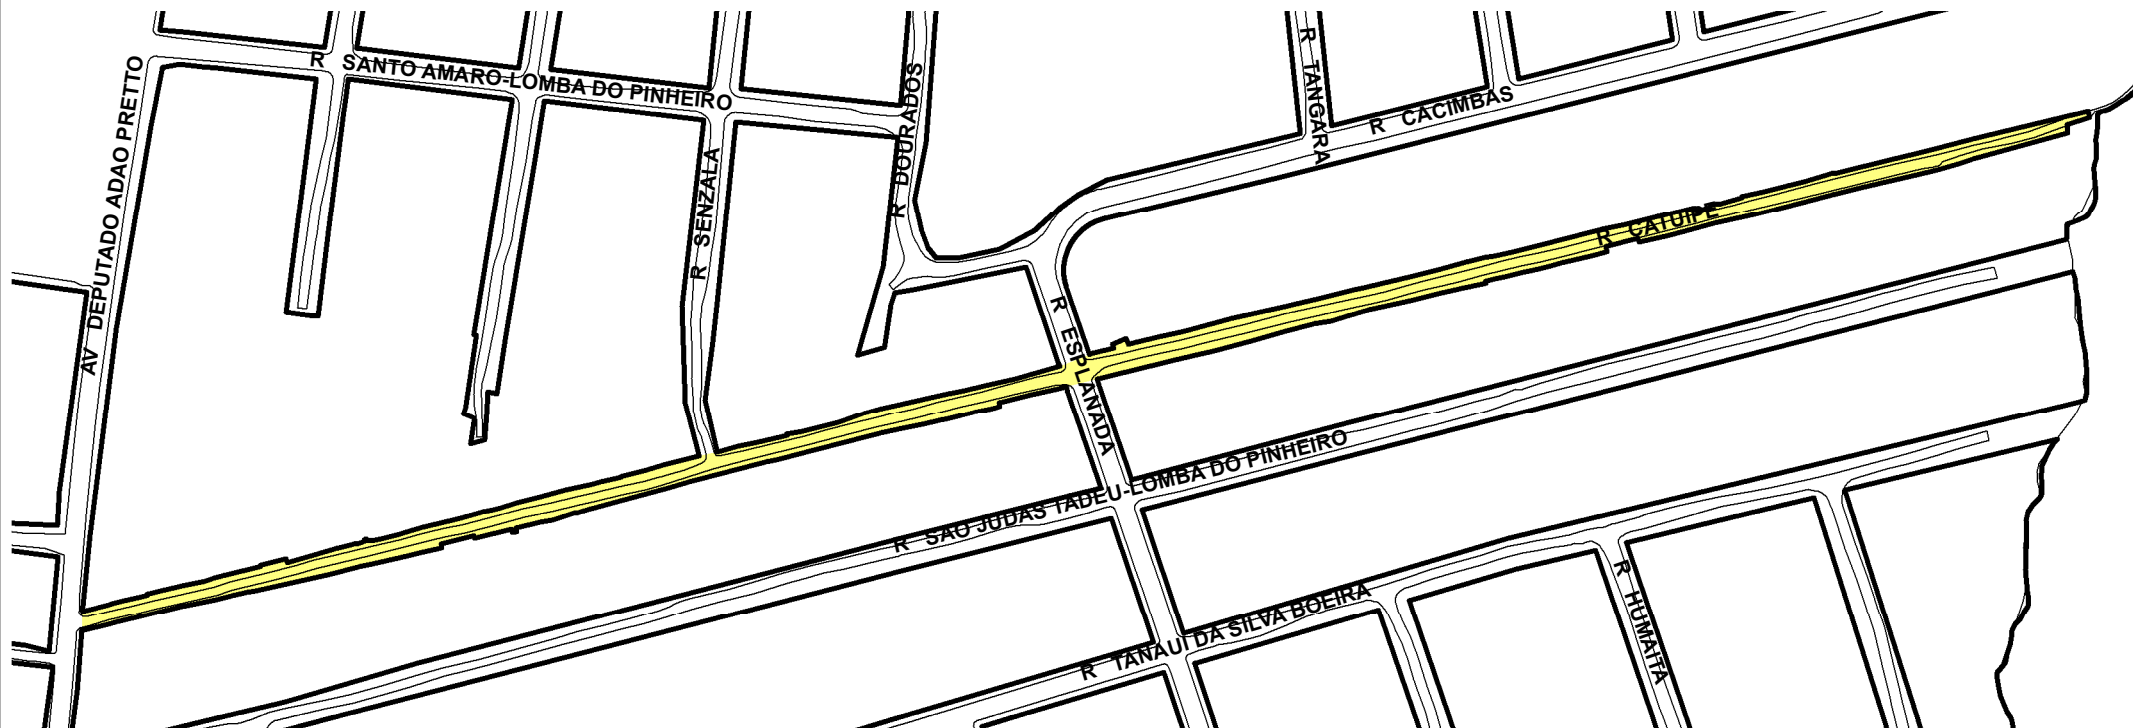 R TANGARA
R SANTO AMARO-LOMBA DO PINHEIRO
AV DEPUTADO ADAO PRETTO
R DOURADOS
R CACIMBAS
R SENZALA
R CATUIPE
R ESPLANADA
R SAO JUDAS TADEU-LOMBA DO PINHEIRO
R TANAUI DA SILVA BOEIRA
R HUMAITA